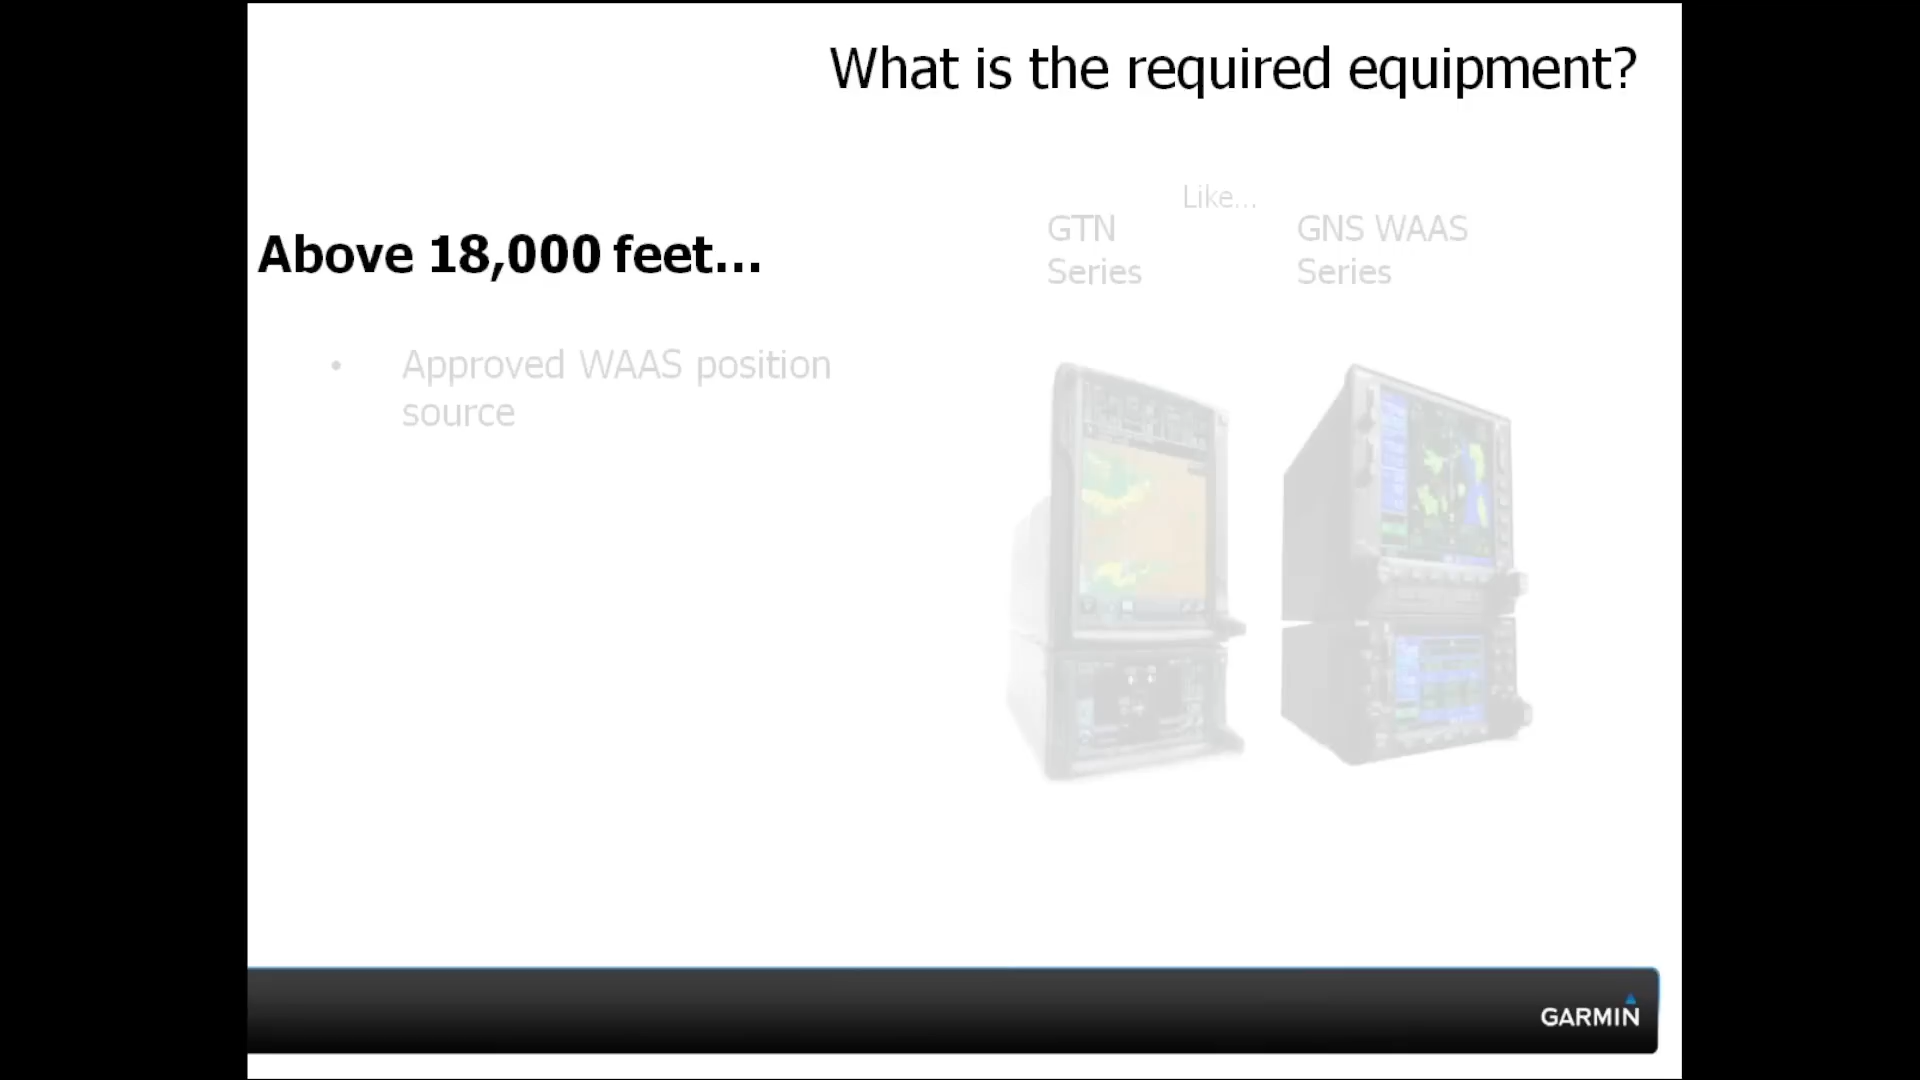 What is the required equipment?
Like...
GTN
Series
GNS WAAS
Series
Above 18,000 feet...
• Approved WAAS position
source
GARMIN